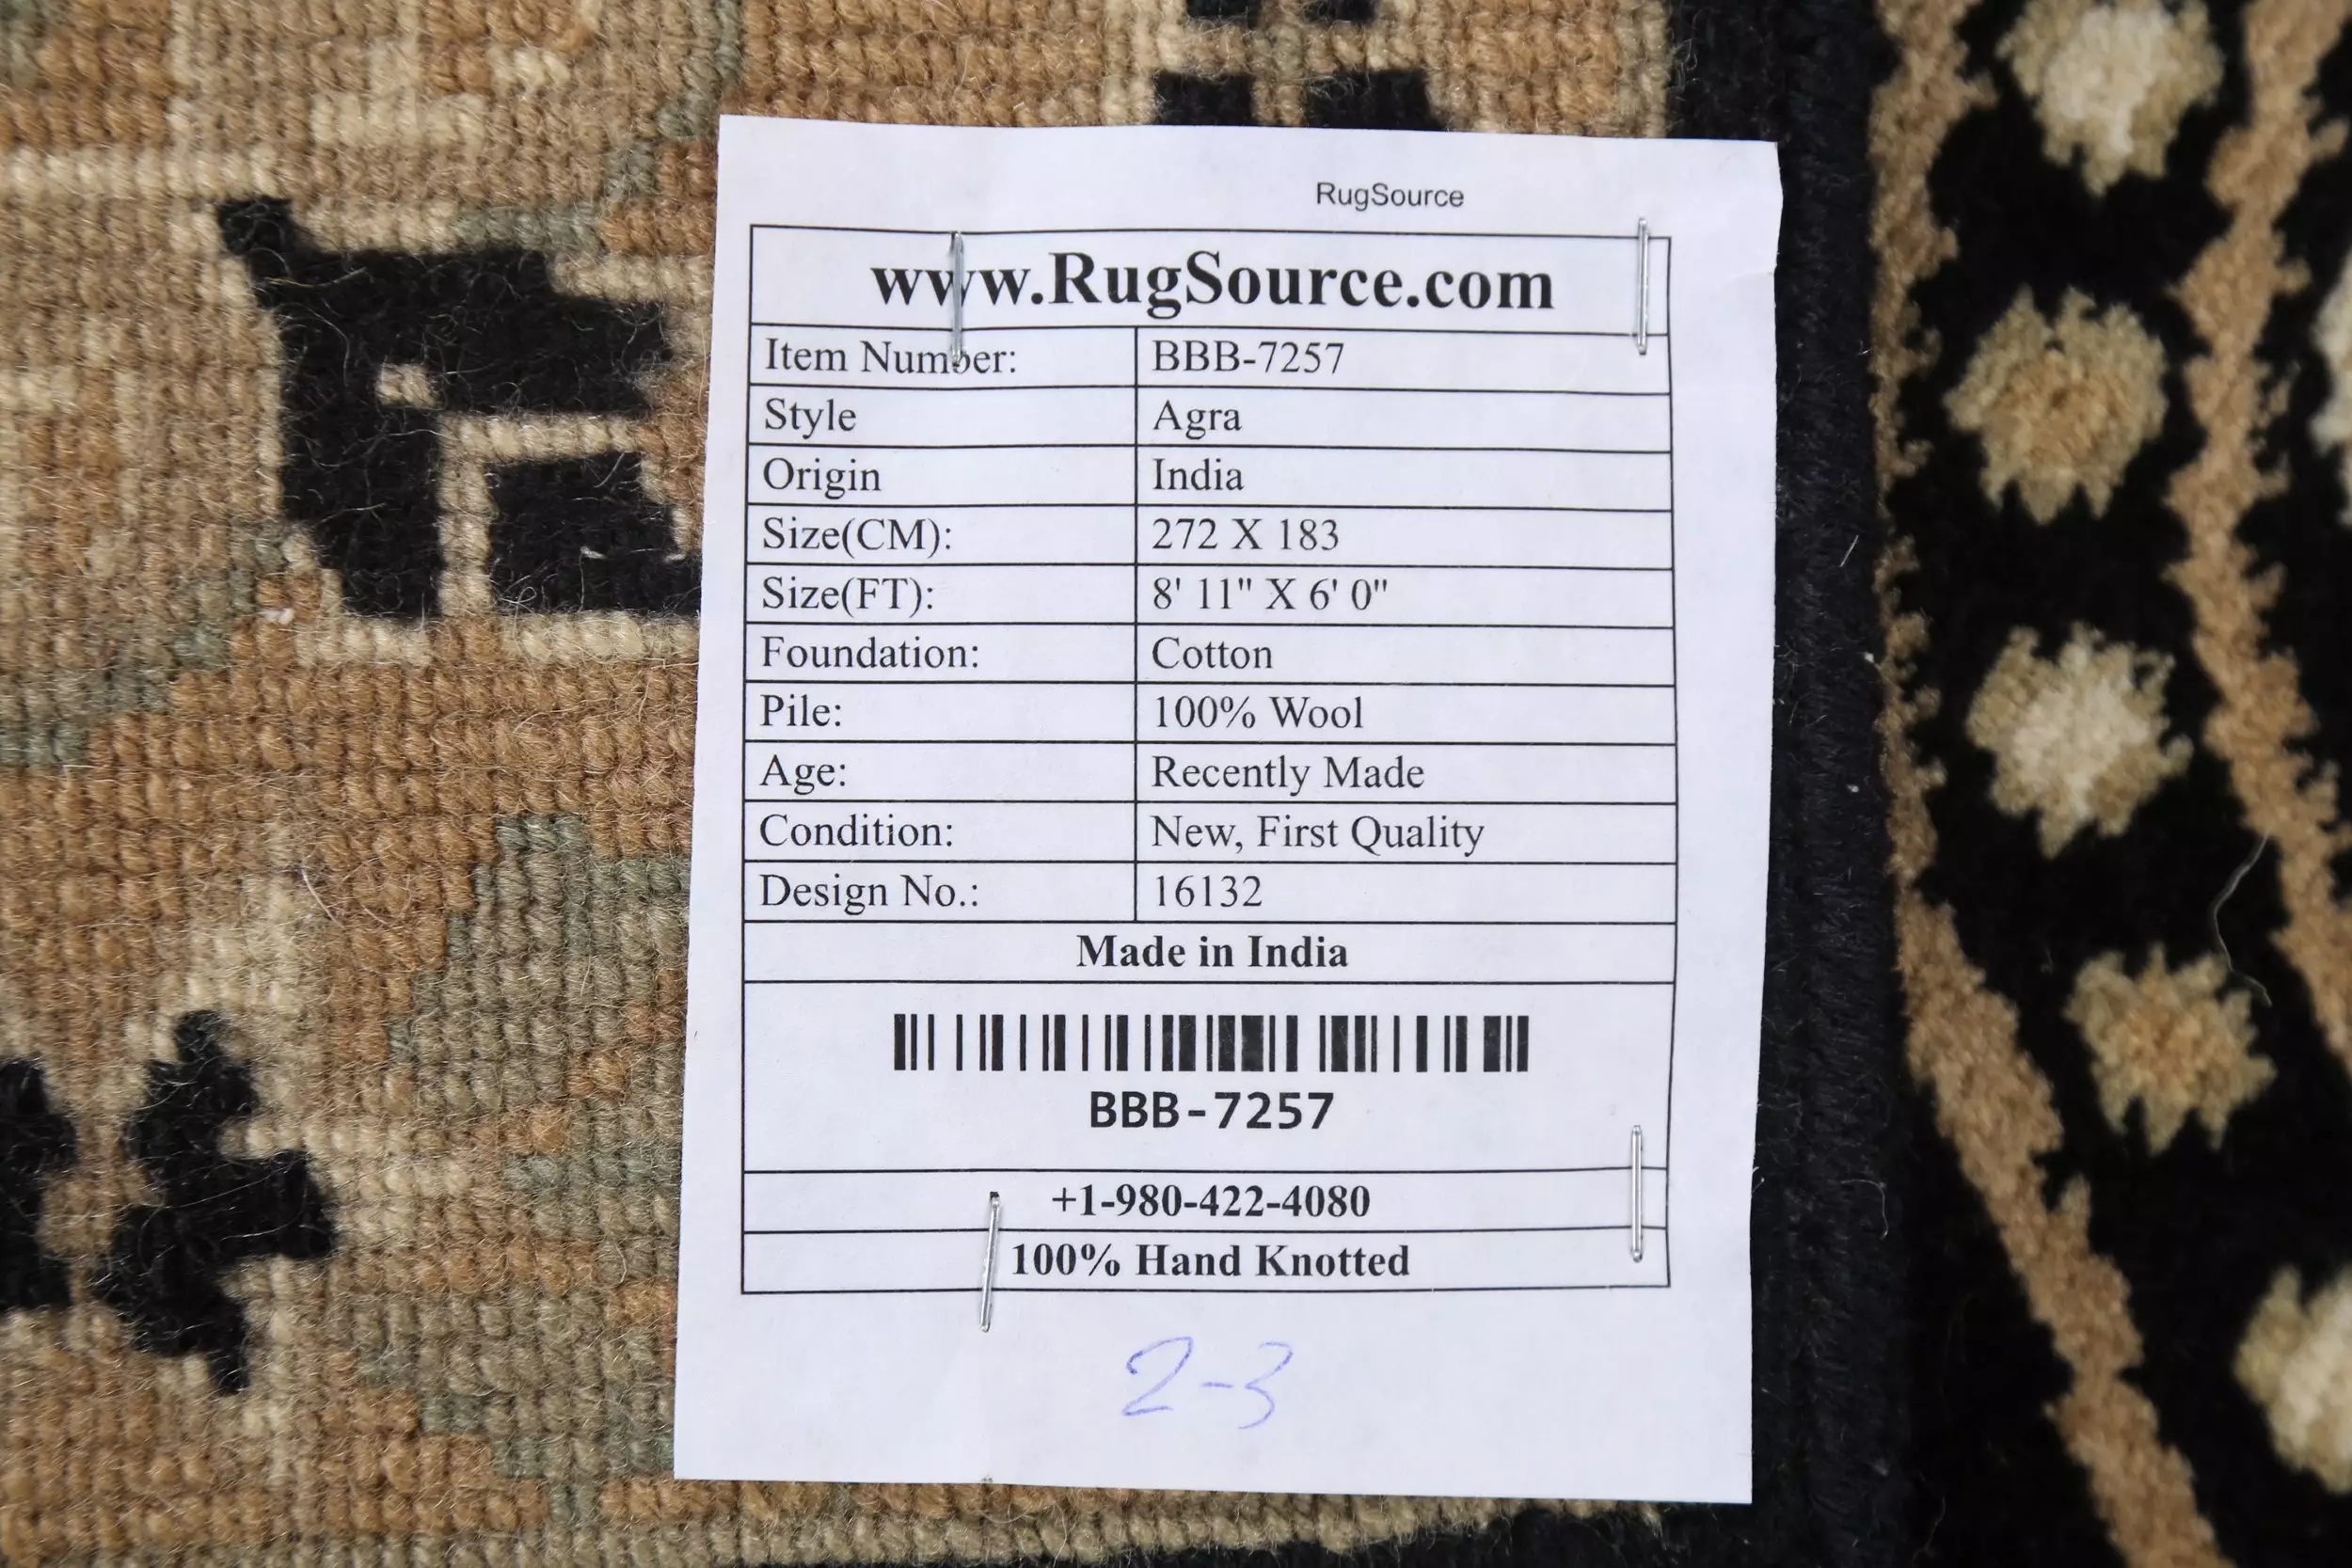 RugSource
www.RugSource.com
Item Number: BBB-7257
Style Agra
Origin India
Size(CM): 272 X 183
Size(FT): 8' 11" X 6' 0"
Foundation: Cotton
Pile: 100% Wool
Age: Recently Made
Condition: New, First Quality
Design No.: 16132
Made in India
BBB-7257
+1-980-422-4080
100% Hand Knotted
2-3